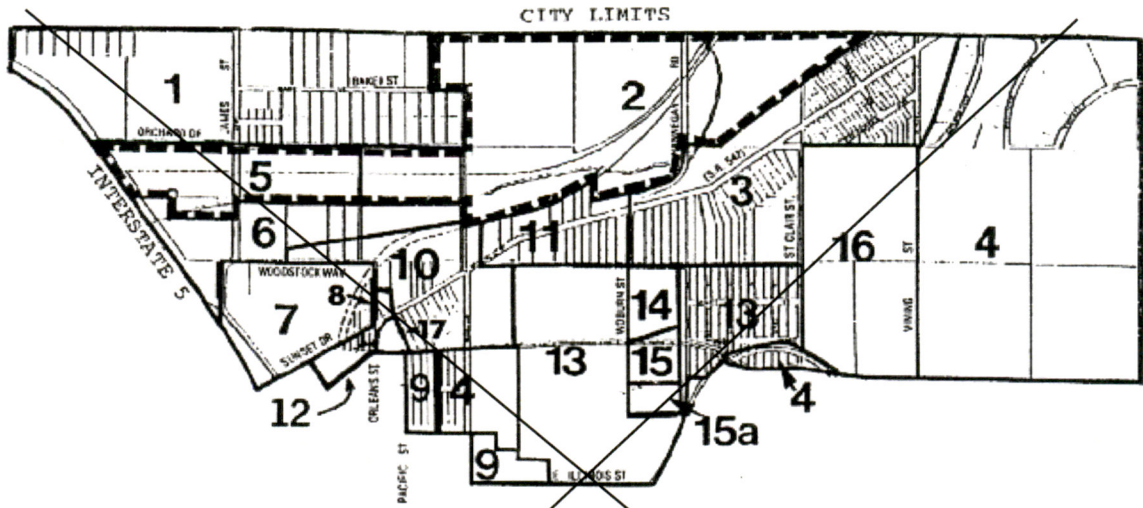 CITY LIMITS
1
JAMES ST
BAKER ST
ORCHARD DR
2
RD
(S.R. 542)
3
ST CLAIR ST.
16
VINING ST
4
INTERSTATE 5
5
6
11
10
WOODSTOCK WAY
8
7
17
SUNSET DR
12
ORLEANS ST
9
4
PACIFIC ST
13
WOBURN ST
14
15
13
4
15a
9
E. ILLINOIS ST